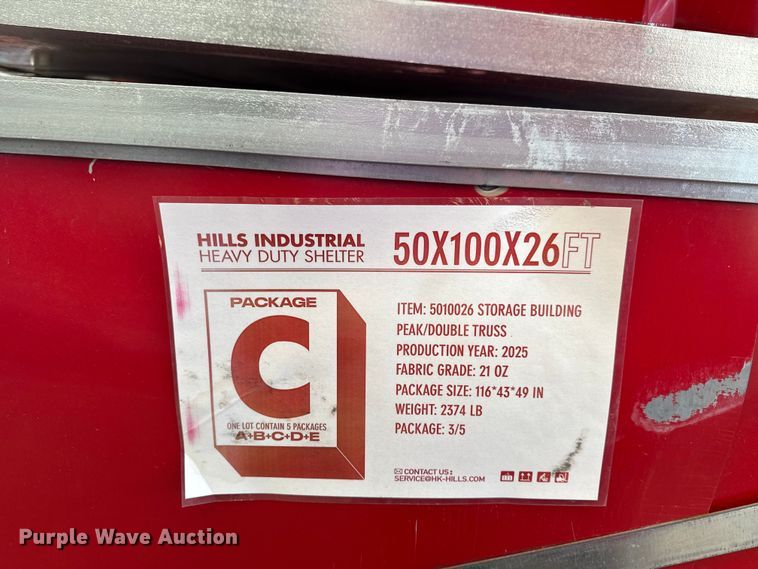 HILLS INDUSTRIAL
HEAVY DUTY SHELTER
50X100X26FT
PACKAGE
C
ONE LOT CONTAIN 5 PACKAGES
A+B+C+D+E
ITEM: 5010026 STORAGE BUILDING
PEAK/DOUBLE TRUSS
PRODUCTION YEAR: 2025
FABRIC GRADE: 21 OZ
PACKAGE SIZE: 116*43*49 IN
WEIGHT: 2374 LB
PACKAGE: 3/5
CONTACT US:
SERVICE@HK-HILLS.COM
Purple Wave Auction